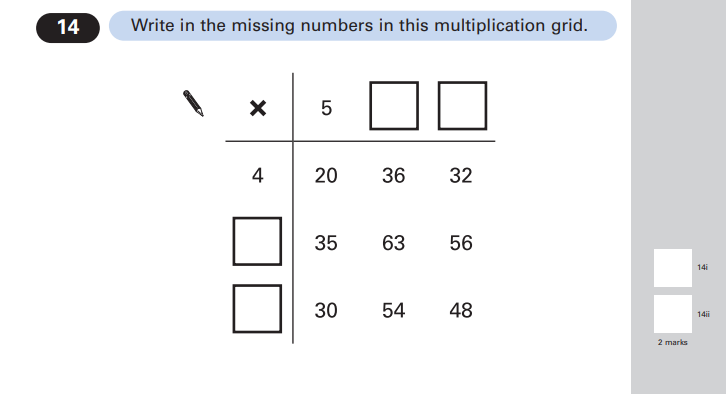 14 Write in the missing numbers in this multiplication grid.
× 5
4 20 36 32
35 63 56
30 54 48
14i
14ii
2 marks